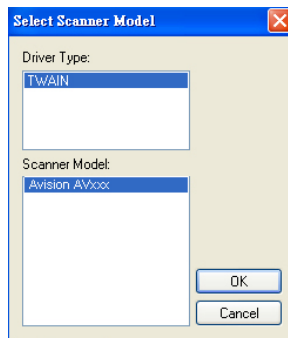 Select Scanner Model
Driver Type:
TWAIN
Scanner Model:
Avision AVxxx
OK
Cancel